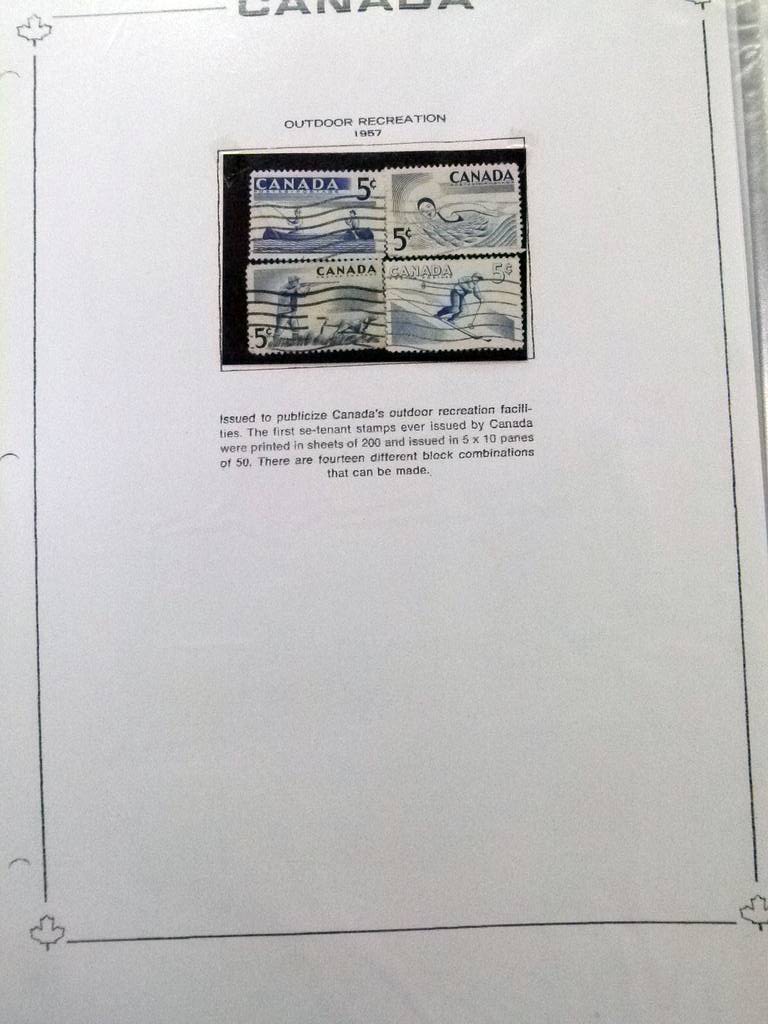 CANADA
OUTDOOR RECREATION
1957
CANADA 5¢
CANADA
5¢
CANADA
5¢
CANADA 5¢
Issued to publicize Canada's outdoor recreation facili-
ties. The first se-tenant stamps ever issued by Canada
were printed in sheets of 200 and issued in 5 x 10 panes
of 50. There are fourteen different block combinations
that can be made.